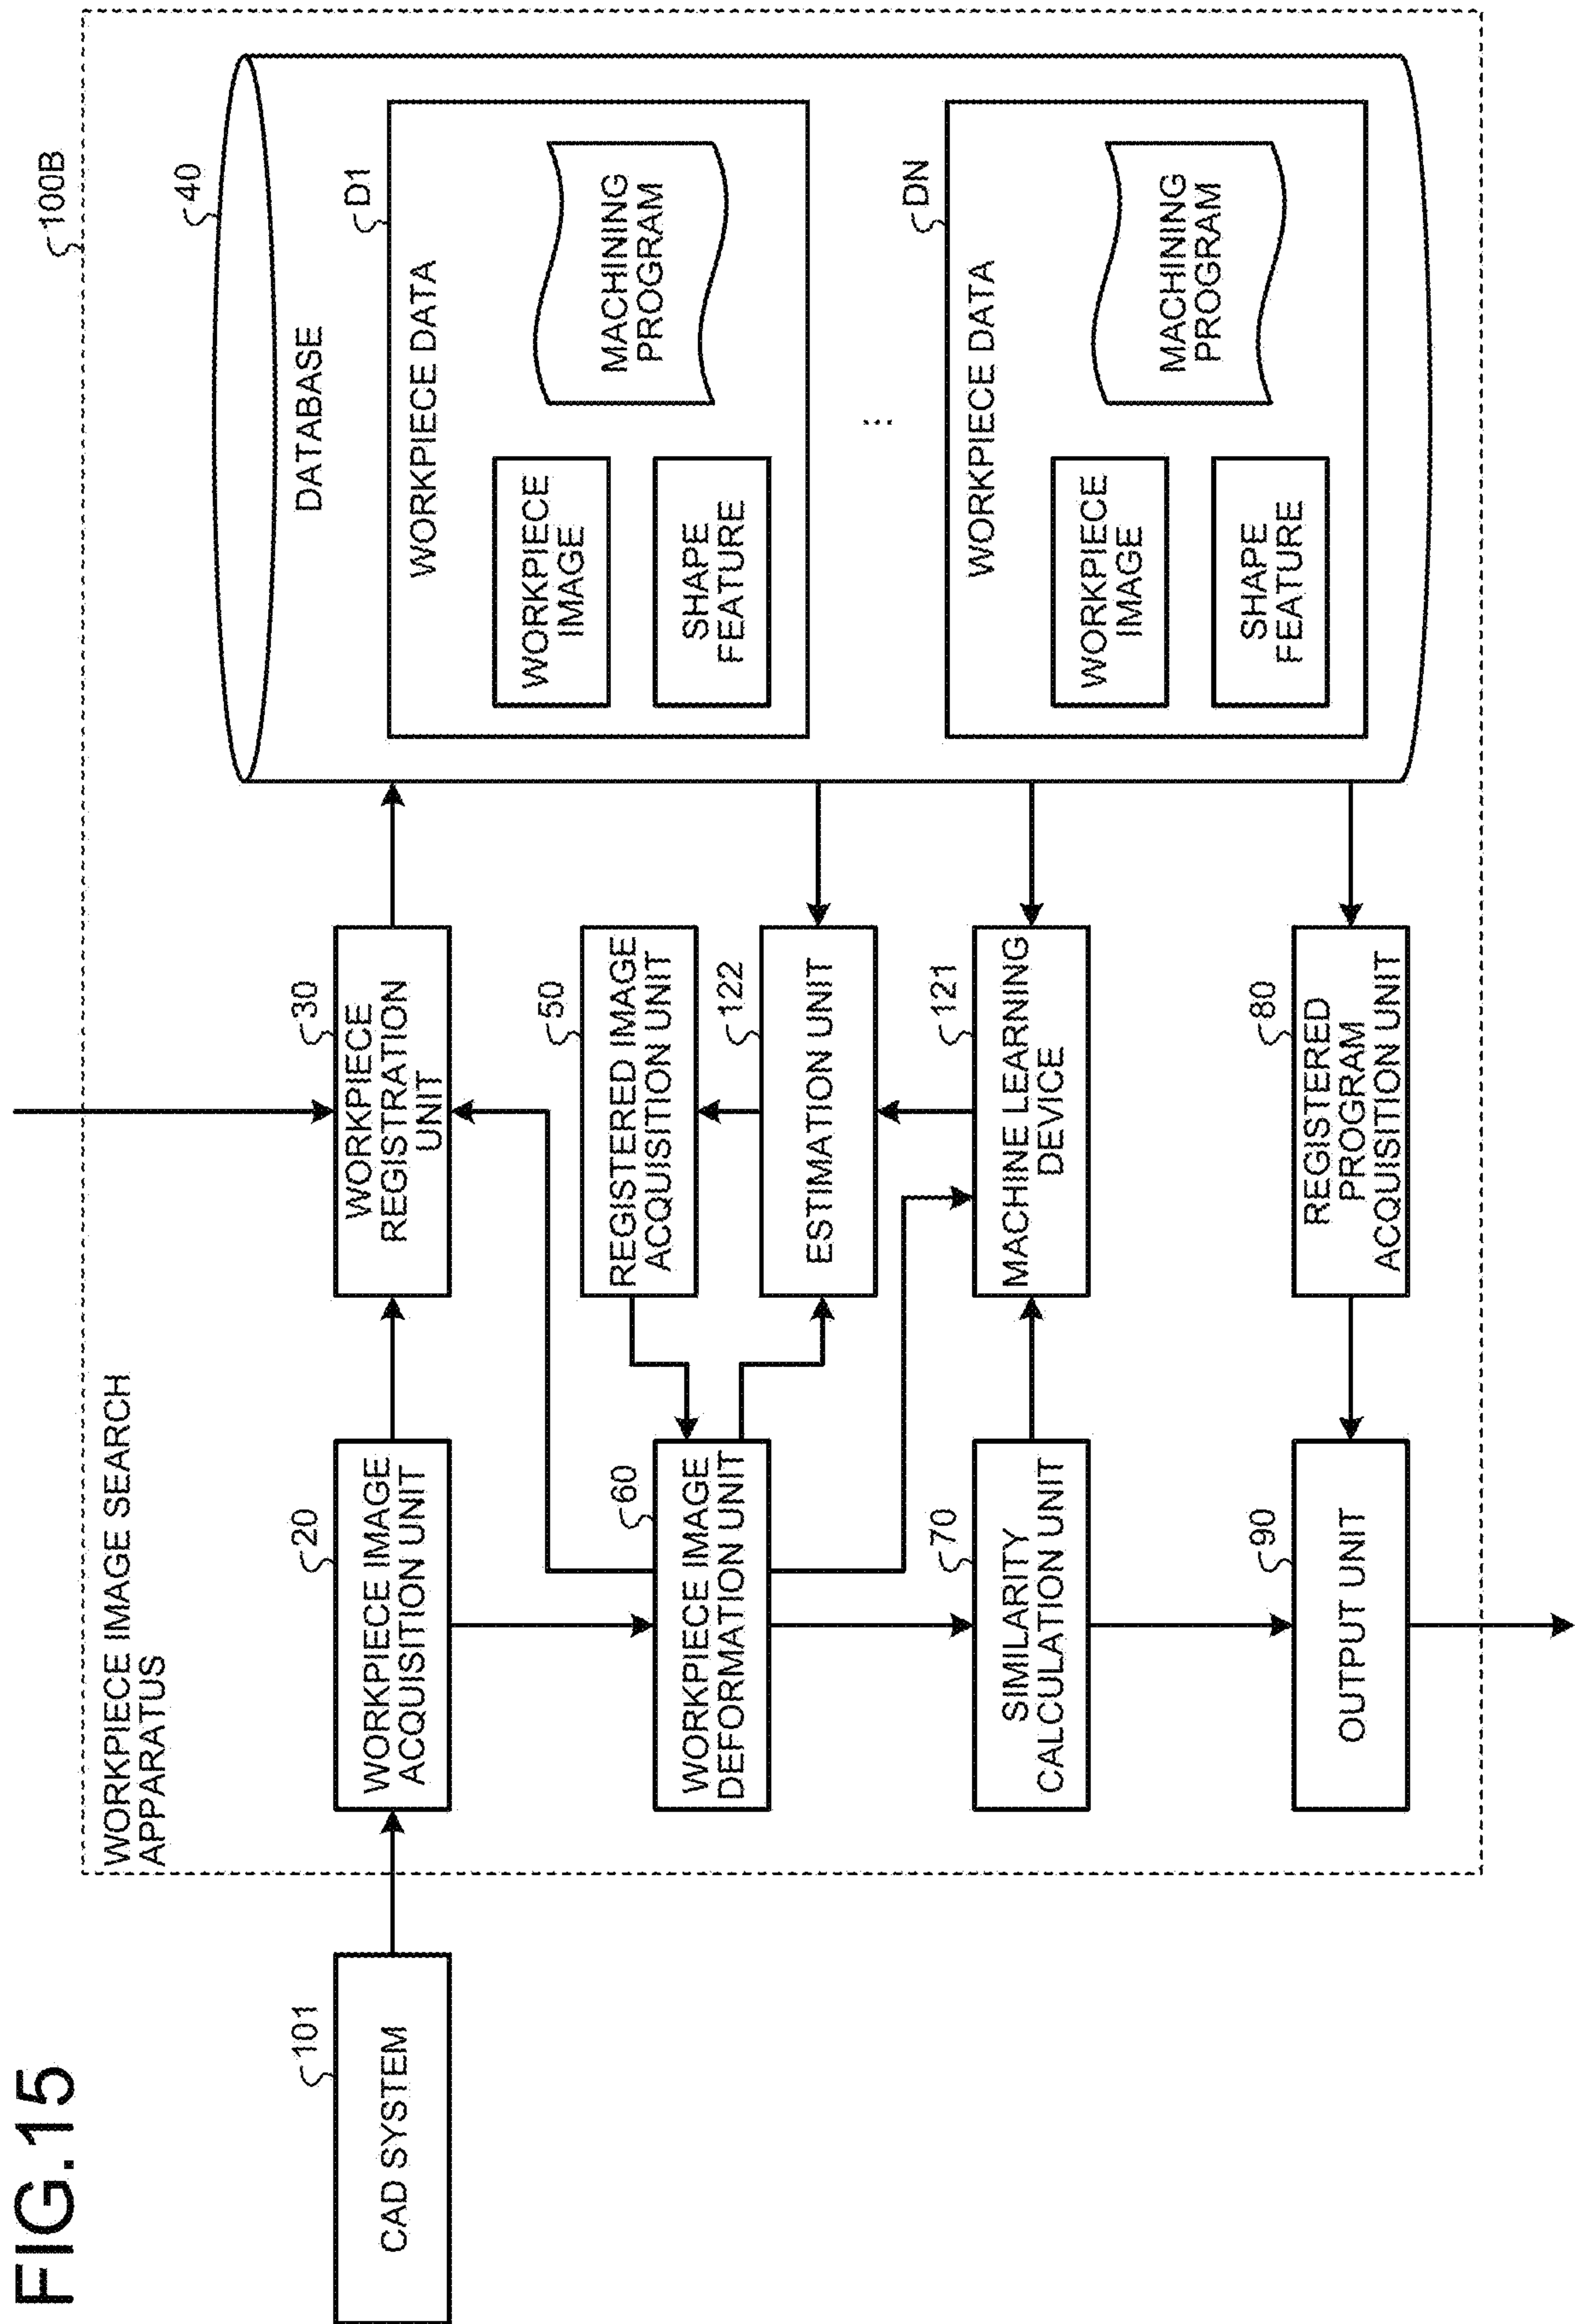 FIG.15
100B
WORKPIECE IMAGE SEARCH
APPARATUS
101
CAD SYSTEM
20
WORKPIECE IMAGE
ACQUISITION UNIT
30
WORKPIECE
REGISTRATION
UNIT
40
DATABASE
D1
WORKPIECE DATA
WORKPIECE
IMAGE
SHAPE
FEATURE
MACHINING
PROGRAM
50
REGISTERED IMAGE
ACQUISITION UNIT
60
WORKPIECE IMAGE
DEFORMATION UNIT
122
ESTIMATION UNIT
...
70
SIMILARITY
CALCULATION UNIT
121
MACHINE LEARNING
DEVICE
DN
WORKPIECE DATA
WORKPIECE
IMAGE
SHAPE
FEATURE
MACHINING
PROGRAM
90
OUTPUT UNIT
80
REGISTERED
PROGRAM
ACQUISITION UNIT